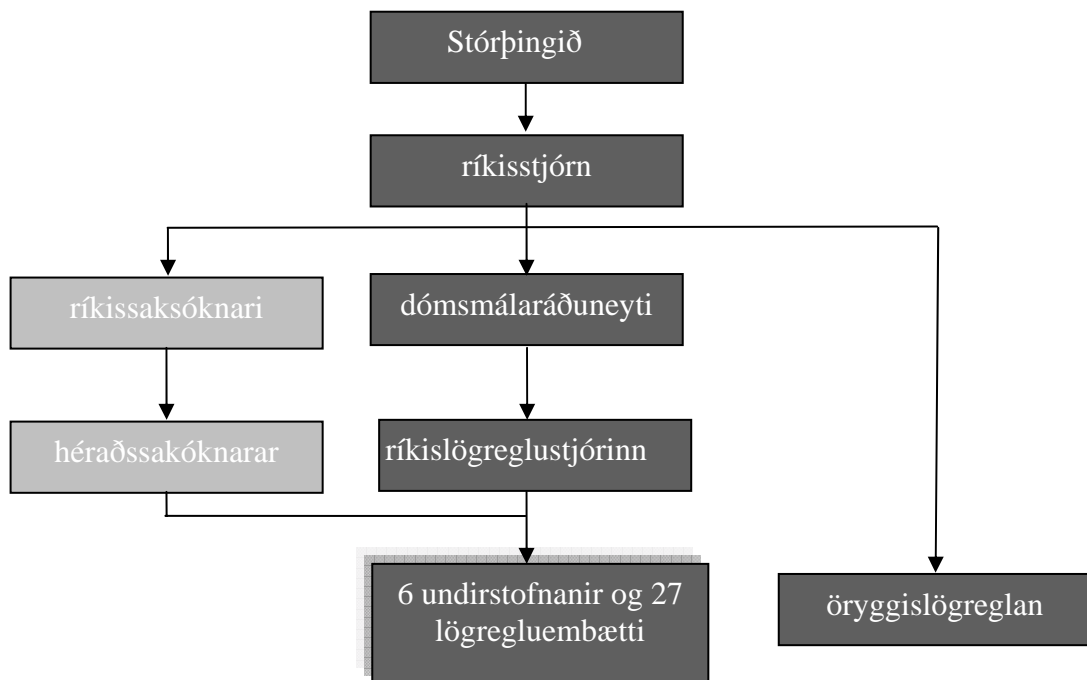 Stórþingið
ríkisstjórn
ríkissaksóknari
dómsmálaráðuneyti
héraðssakóknarar
ríkislögreglustjórinn
6 undirstofnanir og 27
lögregluembætti
öryggislögreglan